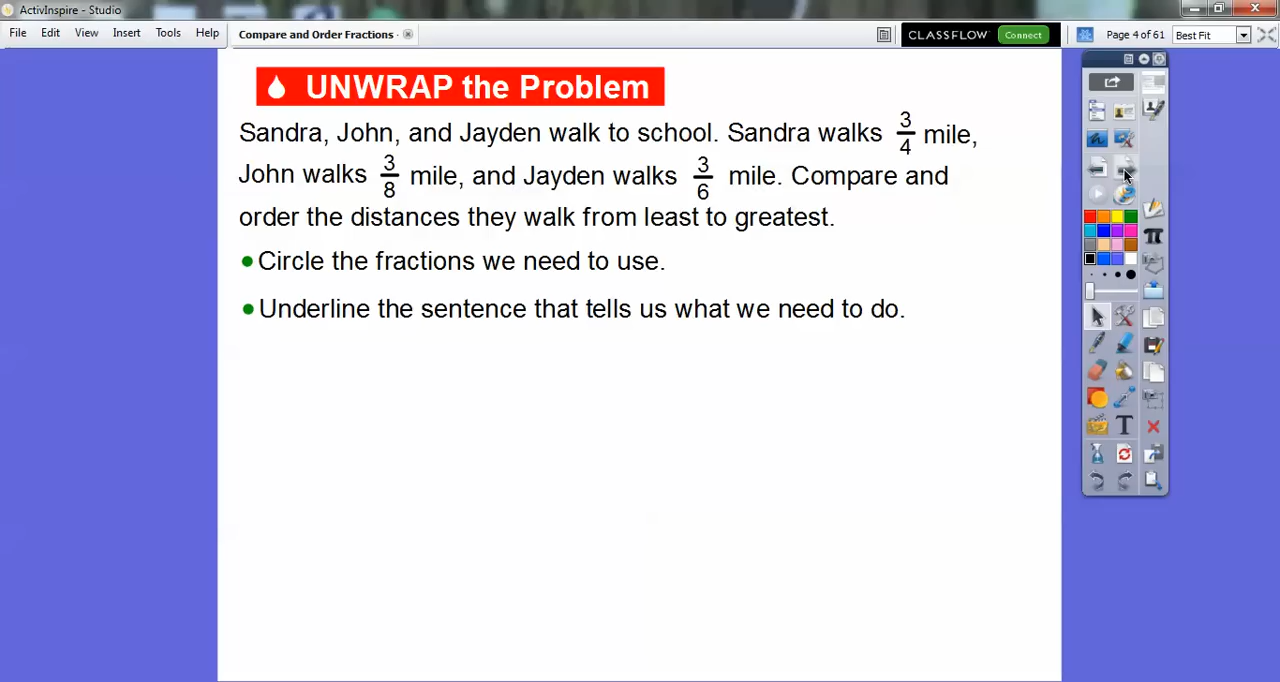 ActivInspire - Studio
File Edit View Insert Tools Help
Compare and Order Fractions
CLASSFLOW Connect
Page 4 of 61
Best Fit
UNWRAP the Problem
Sandra, John, and Jayden walk to school. Sandra walks 3/4 mile,
John walks 3/8 mile, and Jayden walks 3/6 mile. Compare and
order the distances they walk from least to greatest.
• Circle the fractions we need to use.
• Underline the sentence that tells us what we need to do.